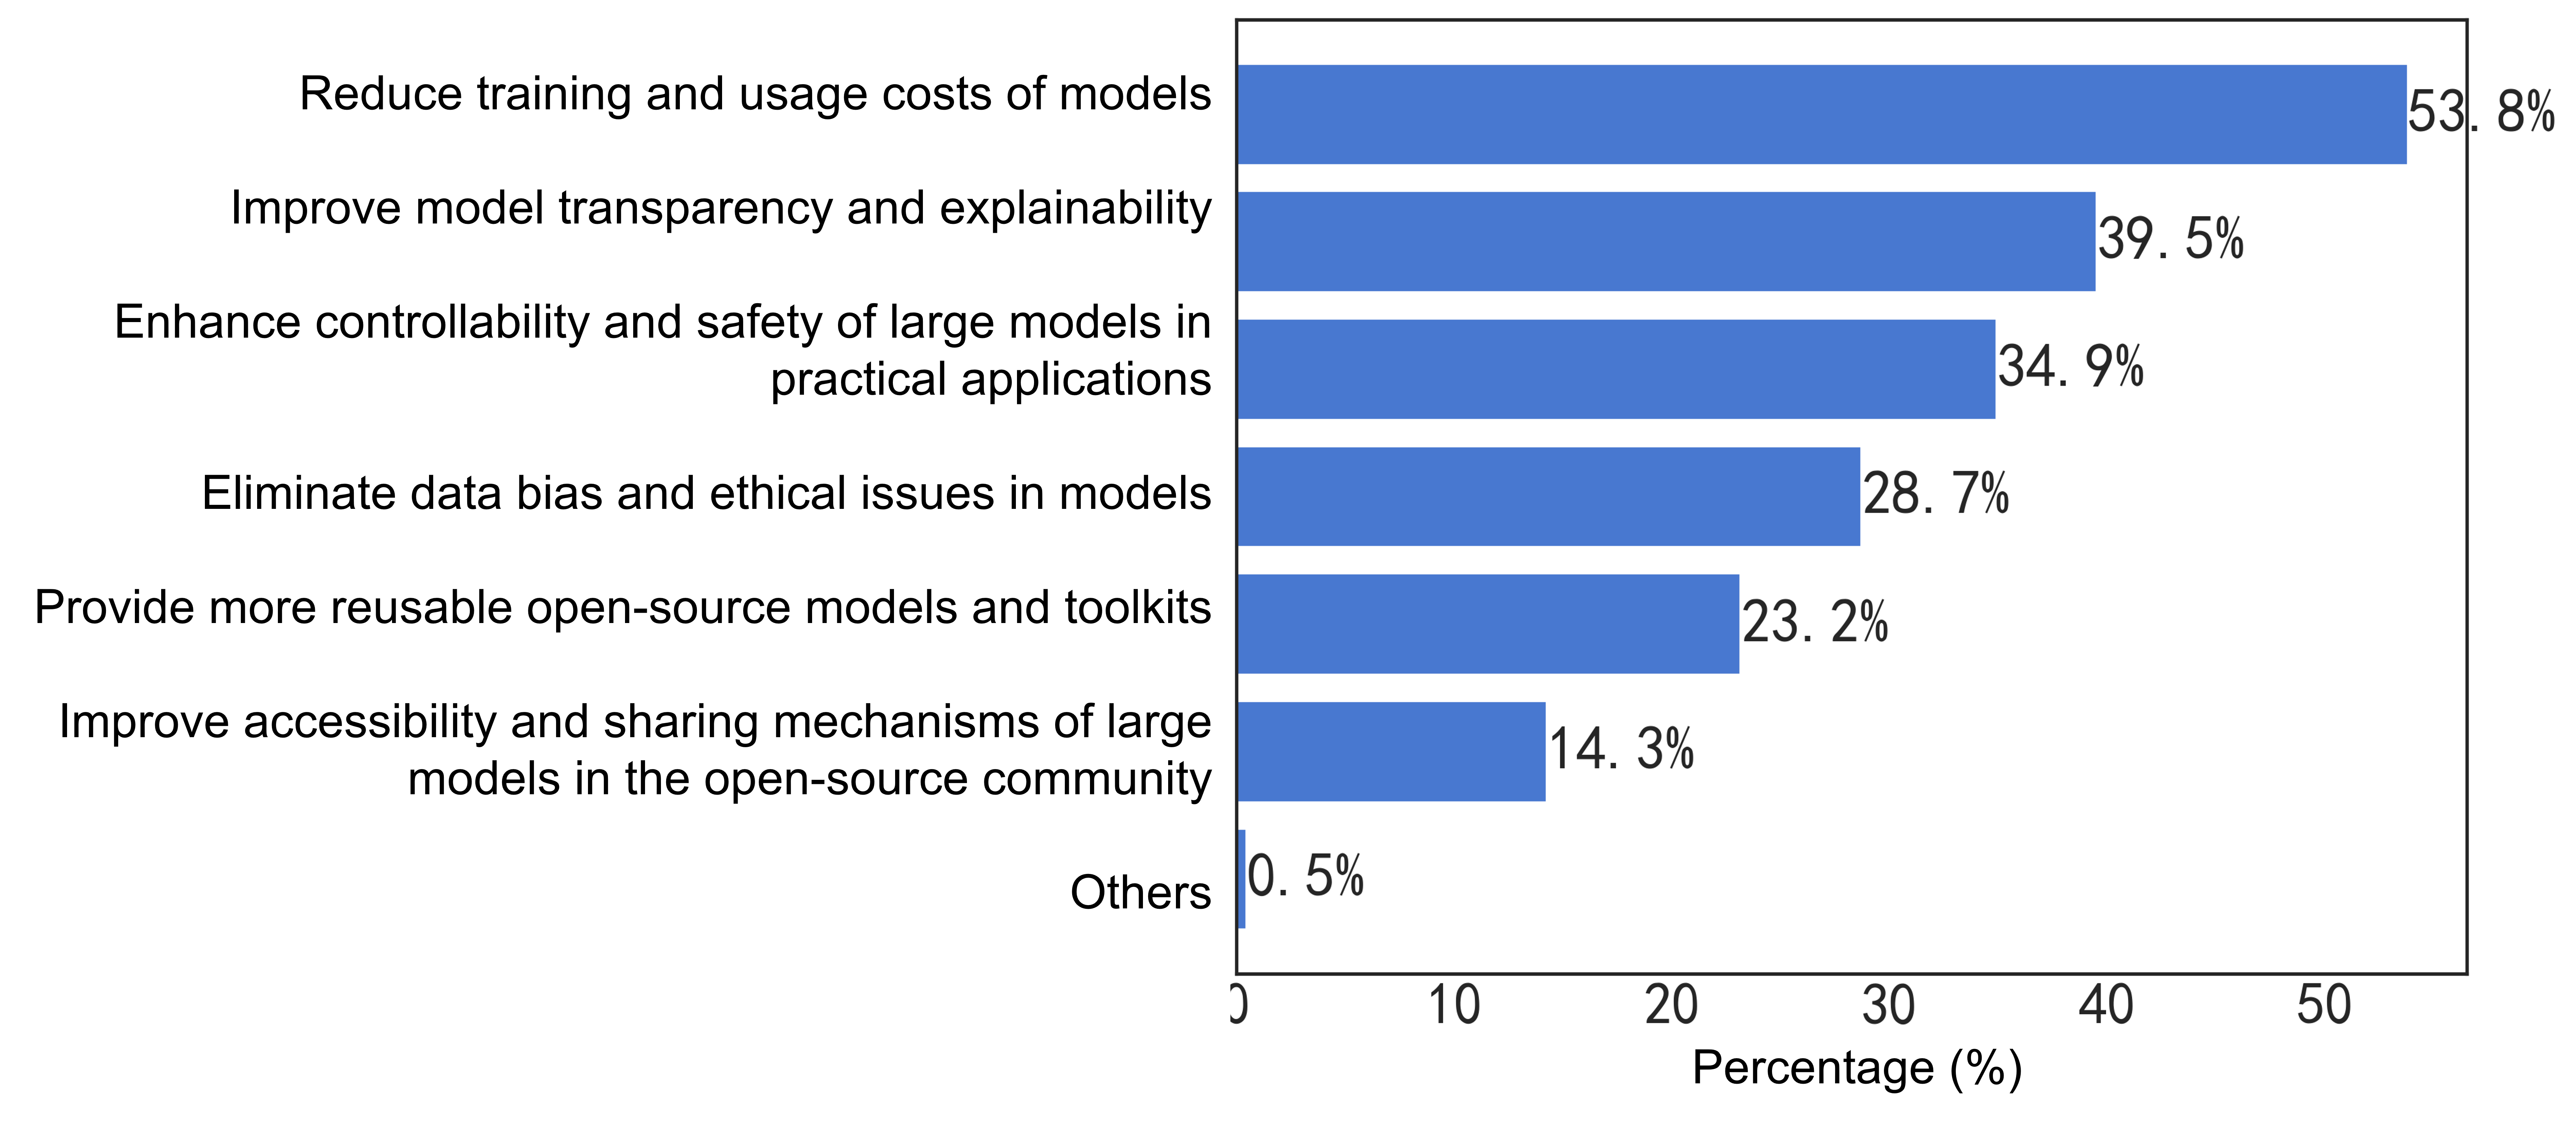 Reduce training and usage costs of models
53.8%
Improve model transparency and explainability
39.5%
Enhance controllability and safety of large models in
practical applications
34.9%
Eliminate data bias and ethical issues in models
28.7%
Provide more reusable open-source models and toolkits
23.2%
Improve accessibility and sharing mechanisms of large
models in the open-source community
14.3%
Others
0.5%
0 10 20 30 40 50
Percentage (%)